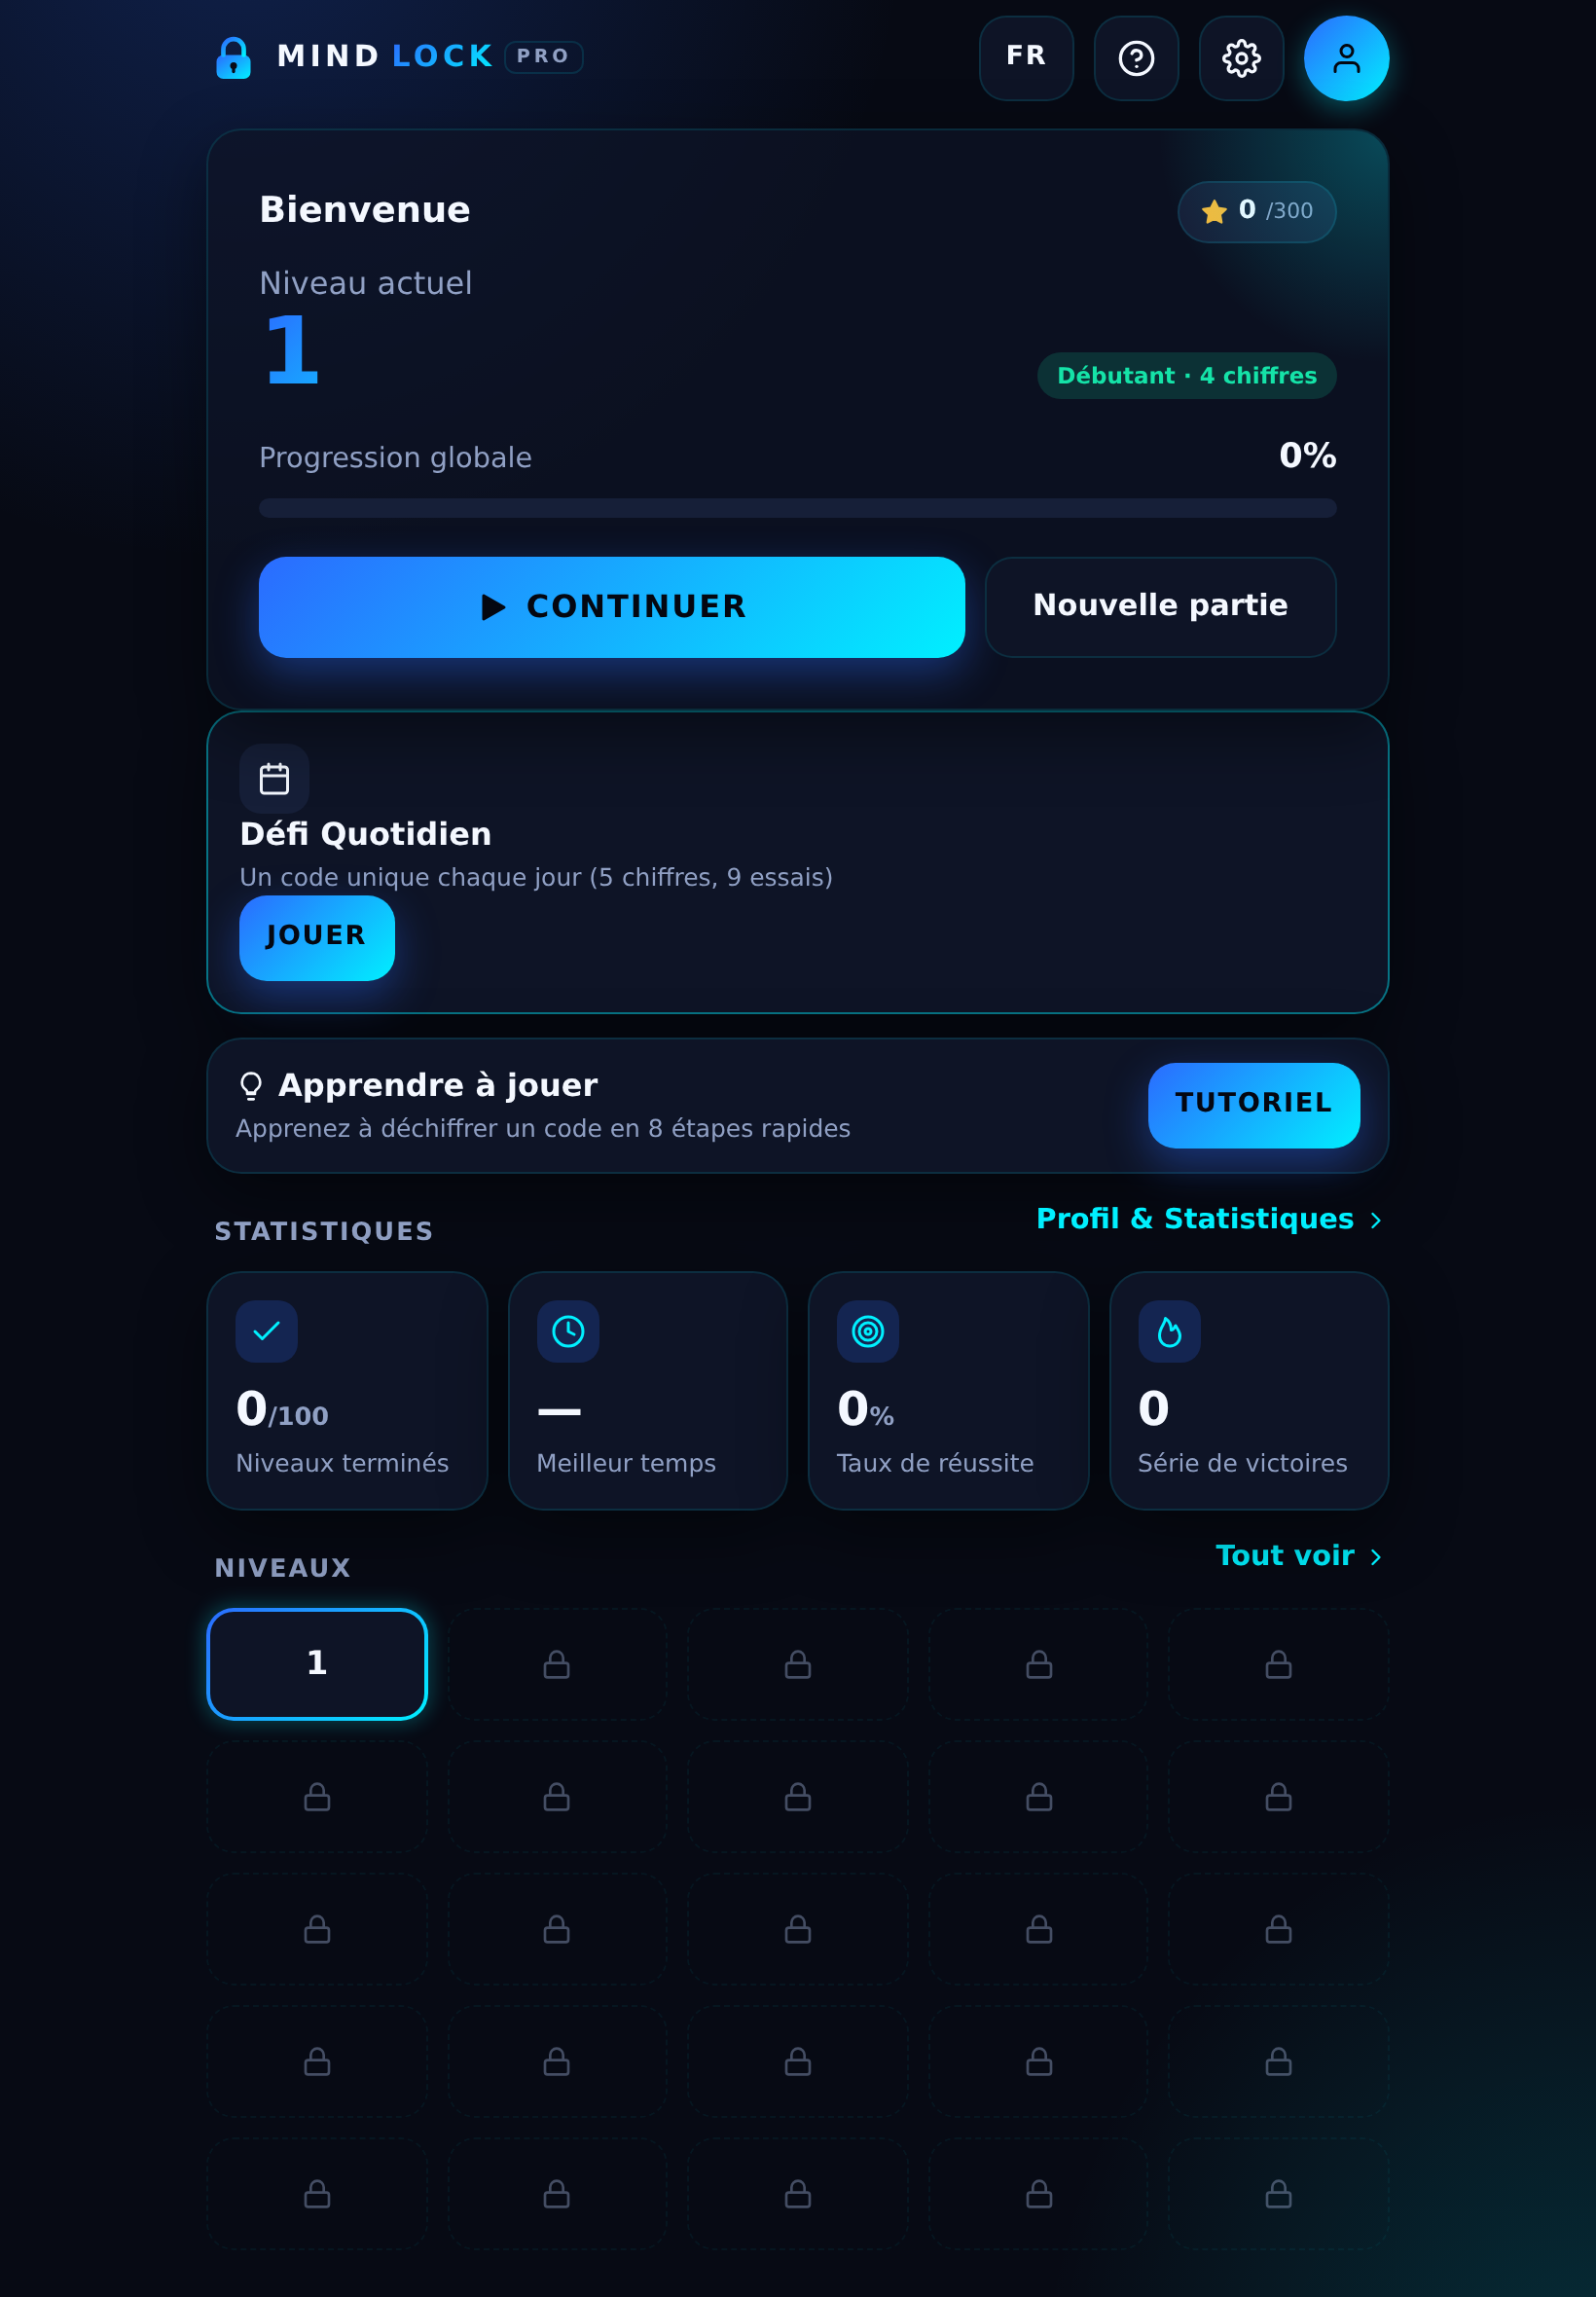 MIND LOCK PRO
FR
Bienvenue
0 /300
Niveau actuel
1
Débutant · 4 chiffres
Progression globale
0%
CONTINUER
Nouvelle partie
Défi Quotidien
Un code unique chaque jour (5 chiffres, 9 essais)
JOUER
Apprendre à jouer
Apprenez à déchiffrer un code en 8 étapes rapides
TUTORIEL
STATISTIQUES
Profil & Statistiques
0/100
Niveaux terminés
—
Meilleur temps
0%
Taux de réussite
0
Série de victoires
NIVEAUX
Tout voir
1